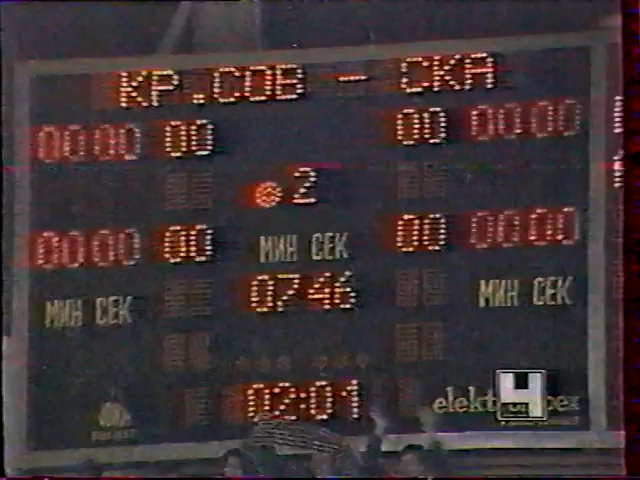 КР.СОВ — СКА
00:00 00 00 00:00
2
00:00 00 МИН СЕК 00 00:00
МИН СЕК 07 46 МИН СЕК
02:01
elekt
Ч